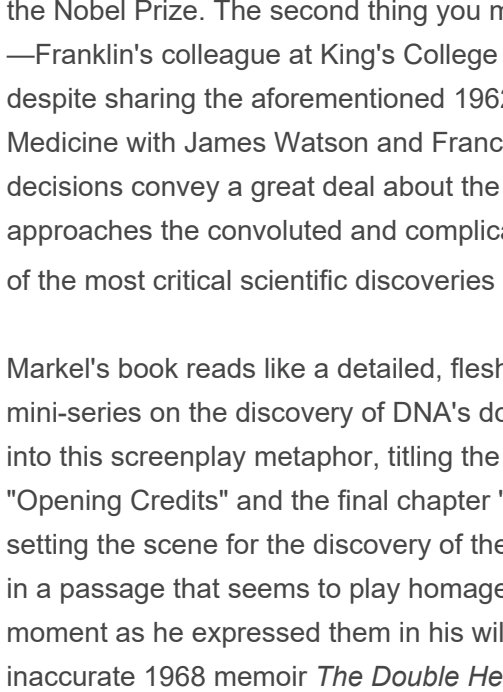 the Nobel Prize. The second thing you
—Franklin's colleague at King's College
despite sharing the aforementioned 196
Medicine with James Watson and Franc
decisions convey a great deal about the
approaches the convoluted and complica
of the most critical scientific discoveries
Markel's book reads like a detailed, flesh
mini-series on the discovery of DNA's do
into this screenplay metaphor, titling the
"Opening Credits" and the final chapter "
setting the scene for the discovery of the
in a passage that seems to play homage
moment as he expressed them in his wil
inaccurate 1968 memoir The Double He